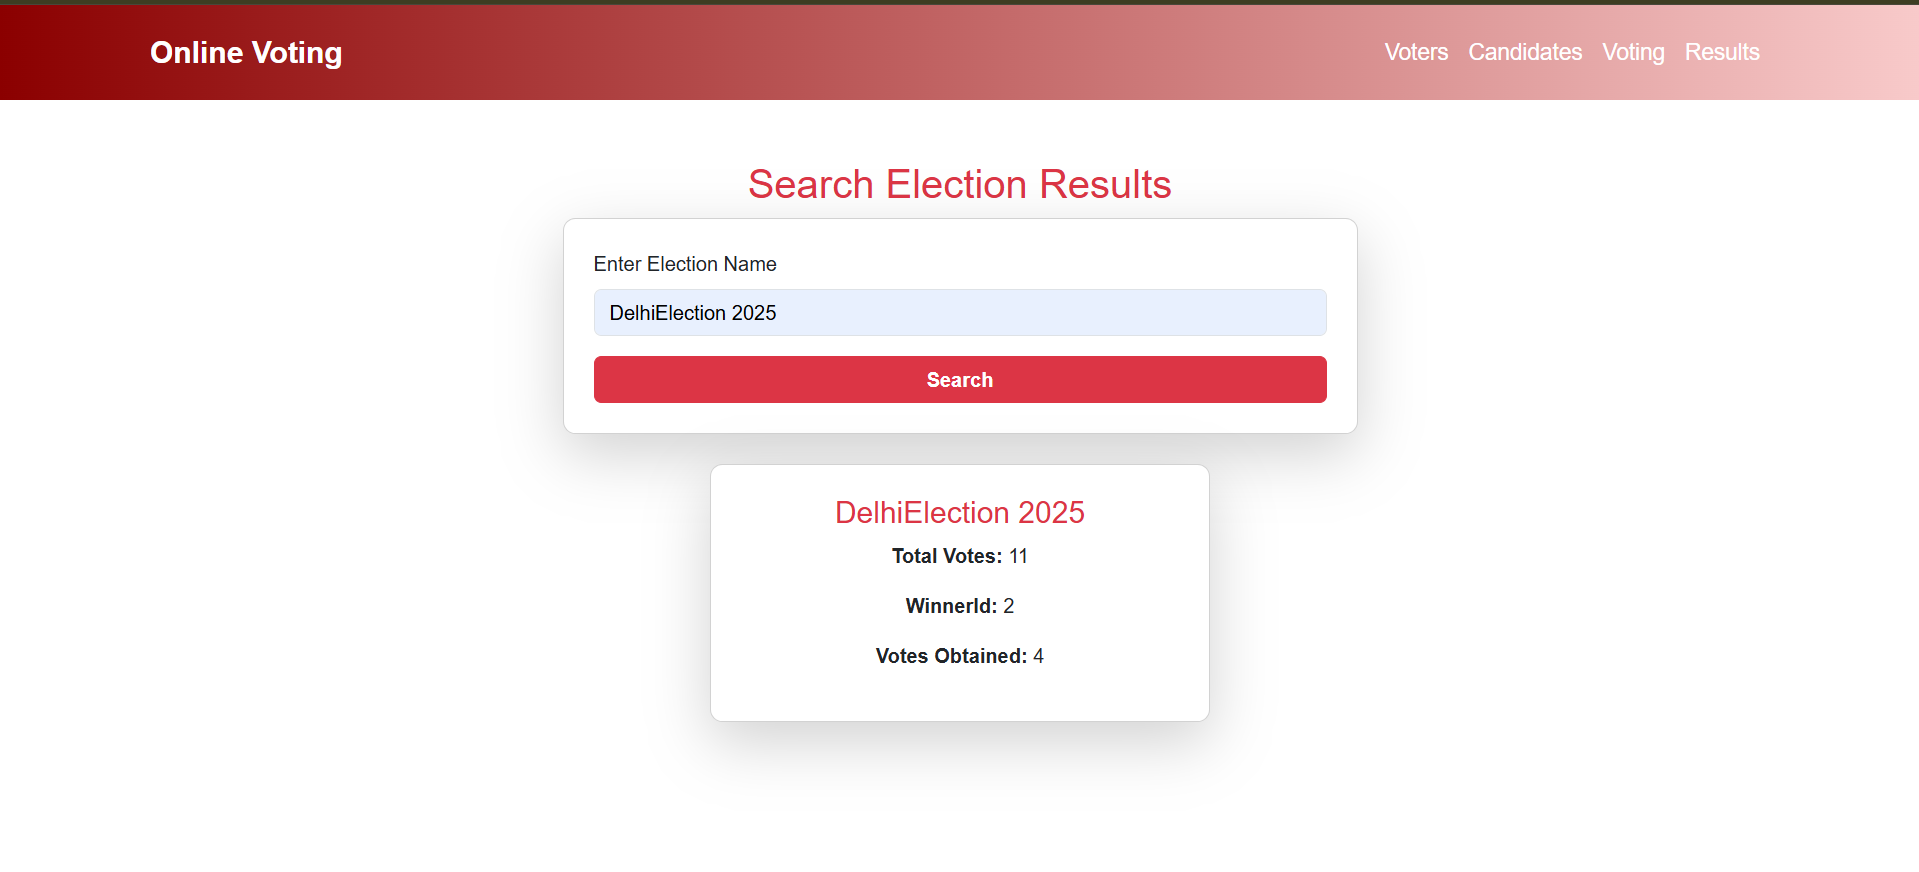 Online Voting
Voters Candidates Voting Results
Search Election Results
Enter Election Name
DelhiElection 2025
Search
DelhiElection 2025
Total Votes: 11
WinnerId: 2
Votes Obtained: 4